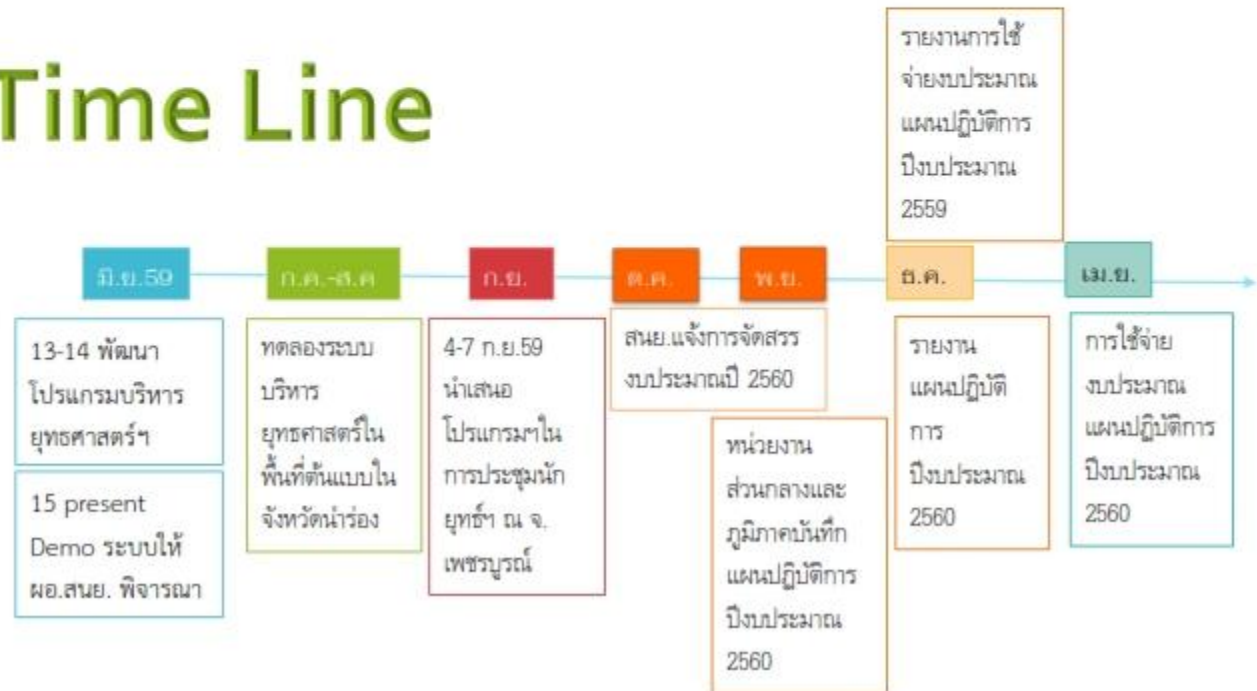 Time Line
รายงานการใช้
จ่ายงบประมาณ
แผนปฏิบัติการ
ปีงบประมาณ
2559
มิ.ย.59
ก.ค.-ส.ค
ก.ย.
ต.ค.
พ.ย.
ธ.ค.
เม.ย.
13-14 พัฒนา
โปรแกรมบริหาร
ยุทธศาสตร์ฯ
15 present
Demo ระบบให้
ผอ.สนย. พิจารณา
ทดลองระบบ
บริหาร
ยุทธศาสตร์ใน
พื้นที่ต้นแบบใน
จังหวัดนำร่อง
4-7 ก.ย.59
นำเสนอ
โปรแกรมฯใน
การประชุมนัก
ยุทธ์ฯ ณ จ.
เพชรบูรณ์
สนย.แจ้งการจัดสรร
งบประมาณปี 2560
หน่วยงาน
ส่วนกลางและ
ภูมิภาคบันทึก
แผนปฏิบัติการ
ปีงบประมาณ
2560
รายงาน
แผนปฏิบัติ
การ
ปีงบประมาณ
2560
การใช้จ่าย
งบประมาณ
แผนปฏิบัติการ
ปีงบประมาณ
2560